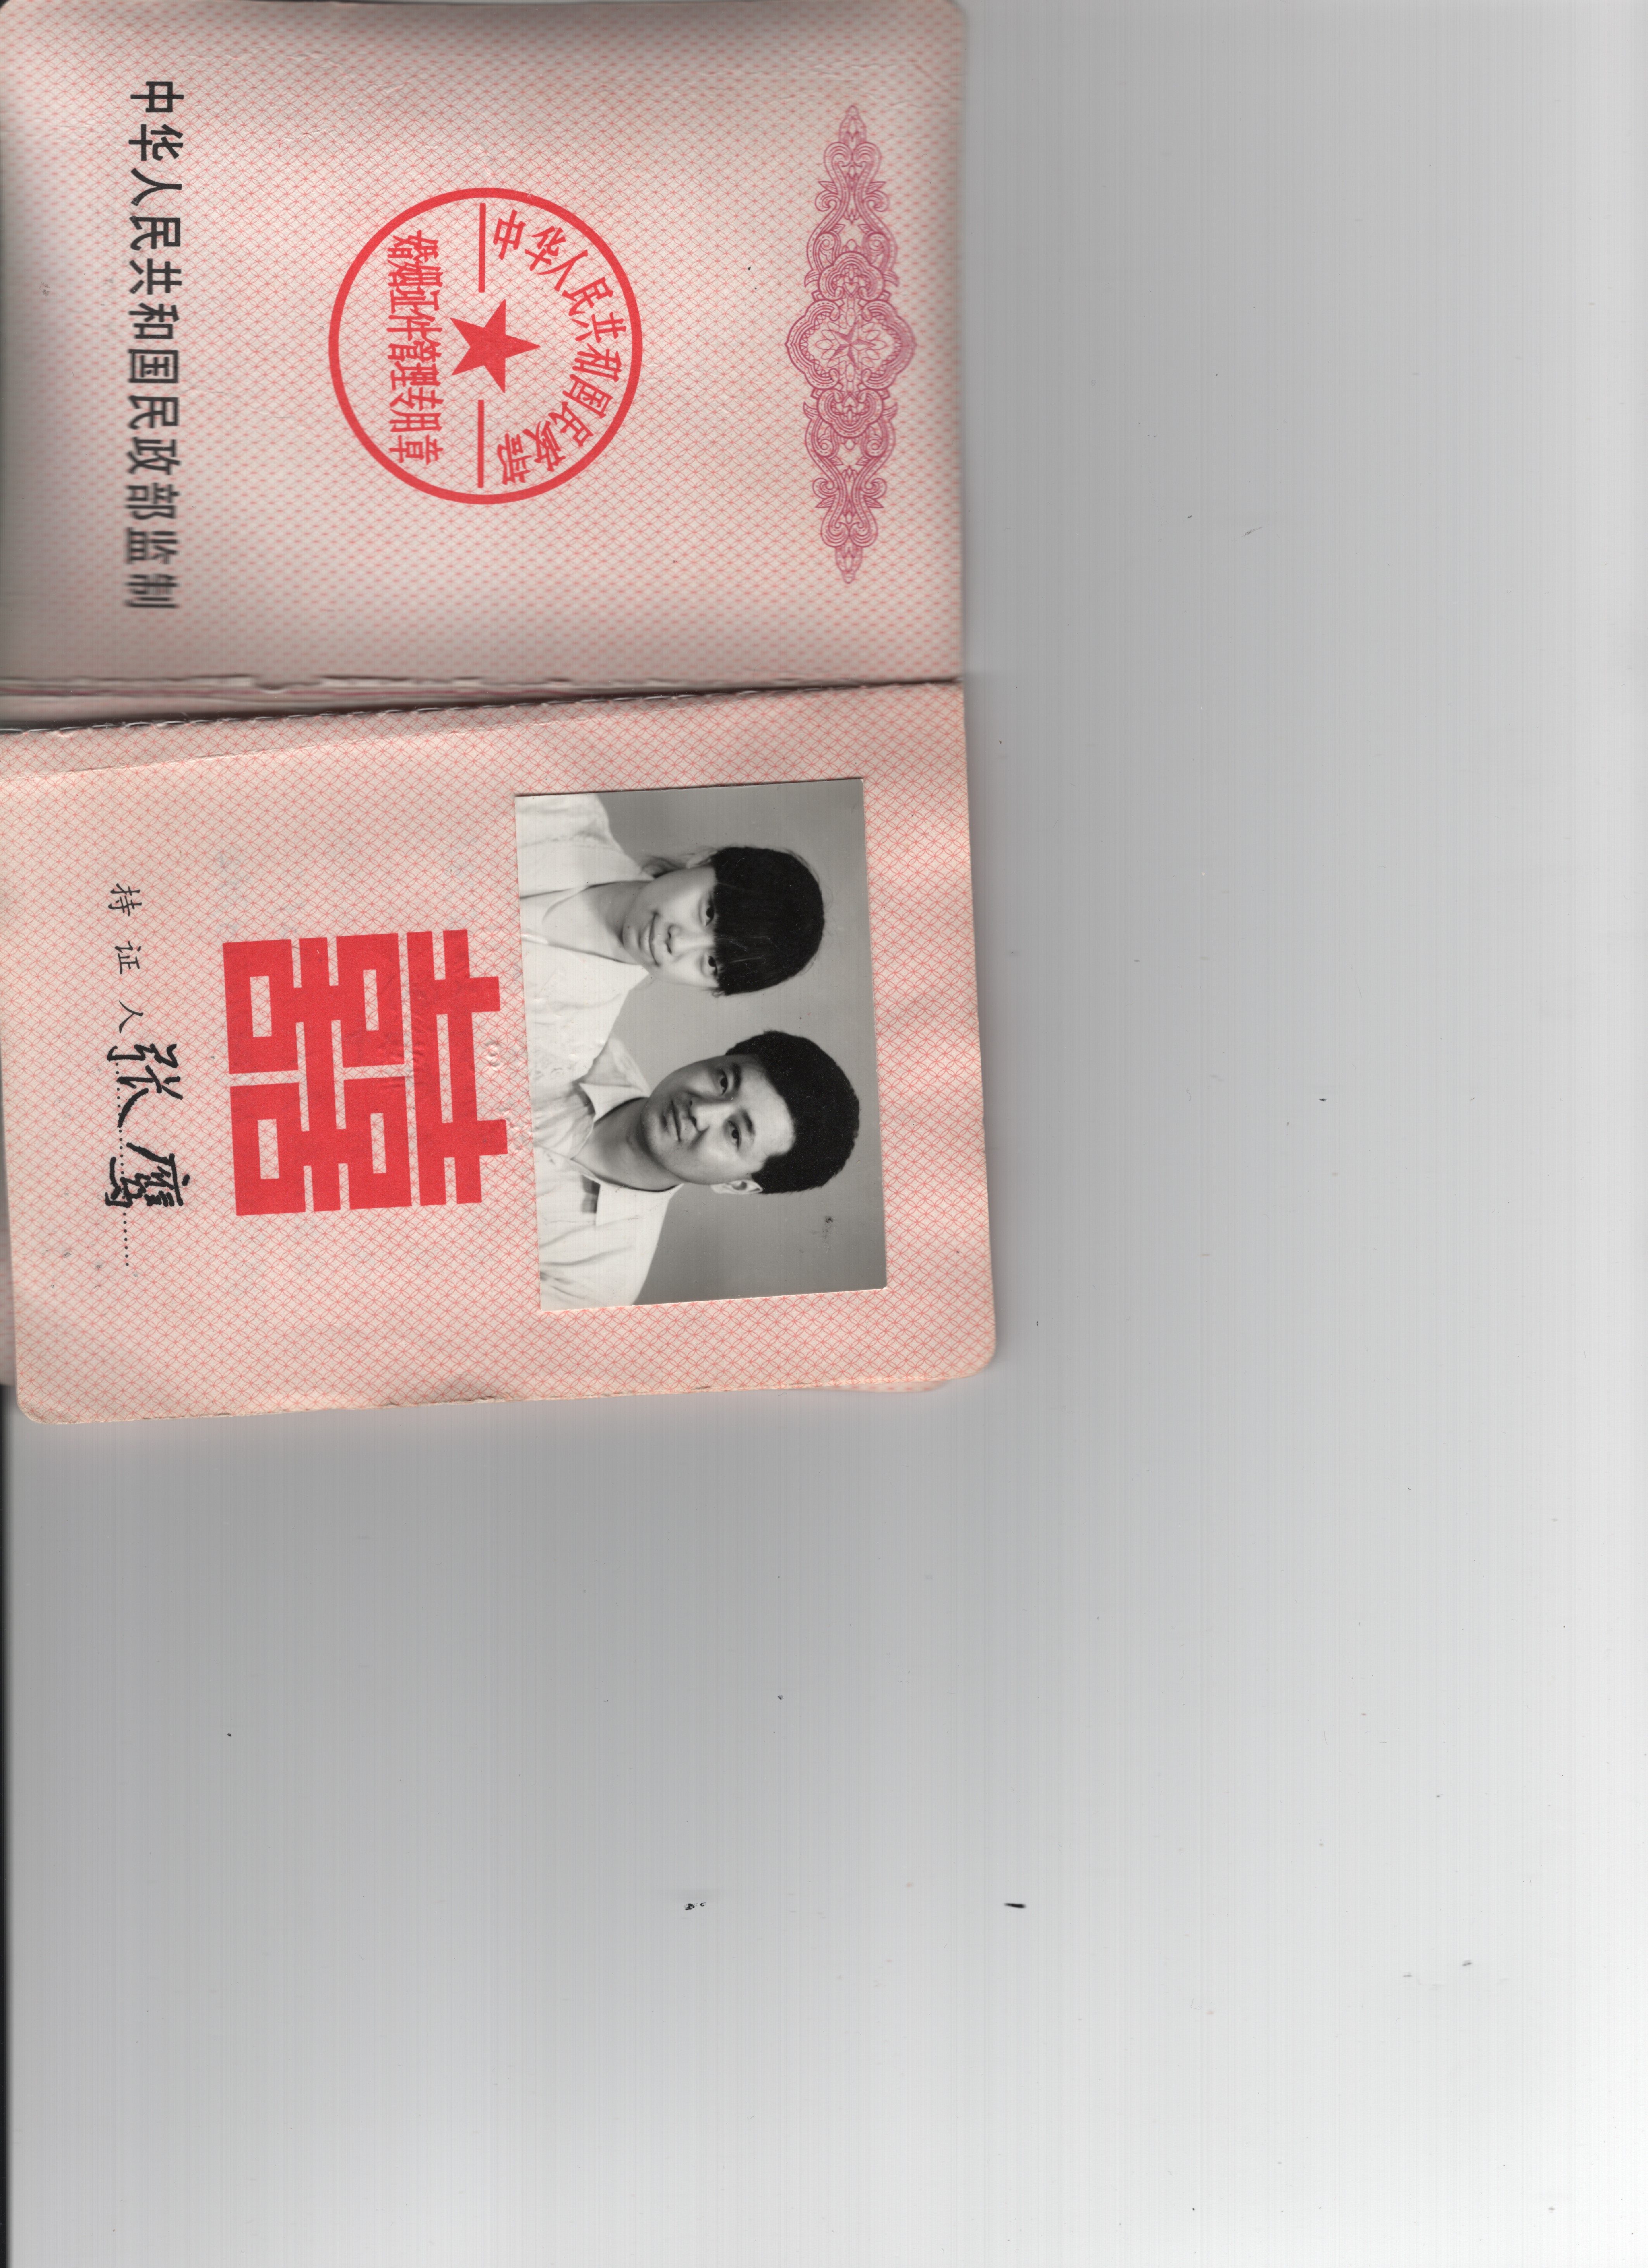 中华人民共和国民政部
婚姻证件管理专用章
中华人民共和国民政部监制
囍
持证人 张鹰